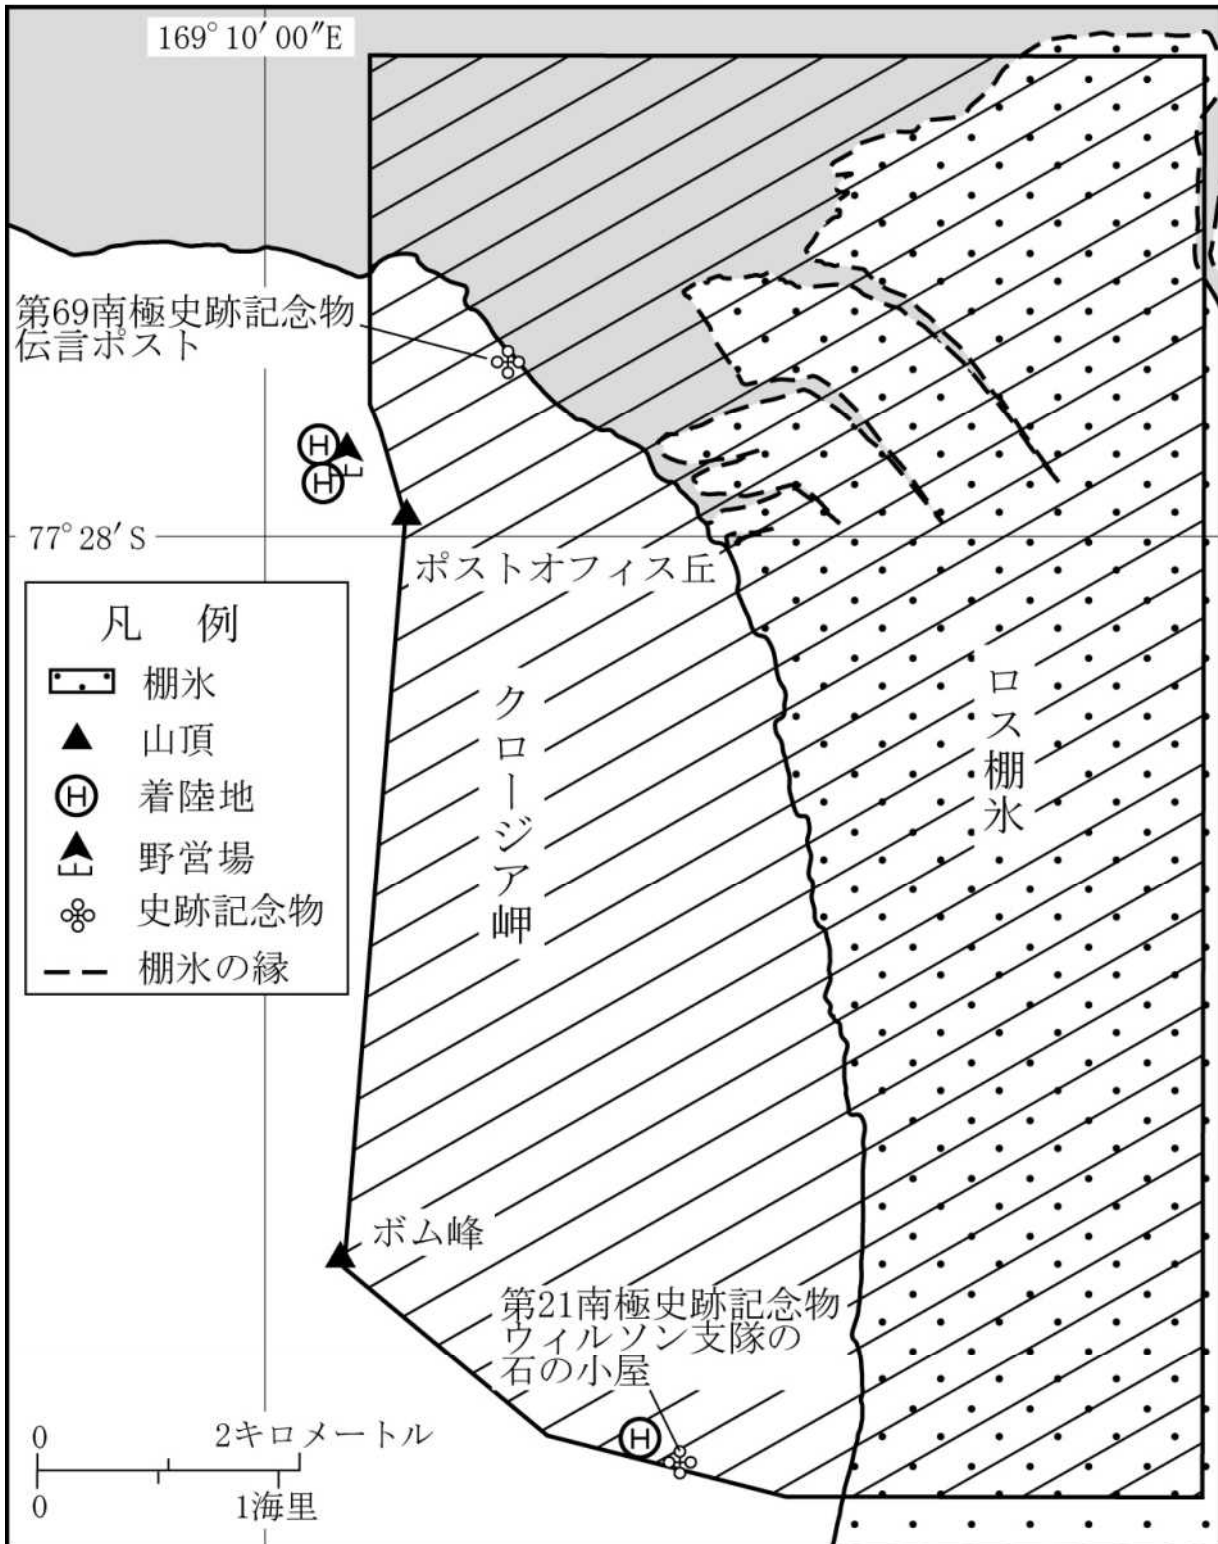 169°10′00″E
第69南極史跡記念物
伝言ポスト
H
H
77°28′S
ポストオフィス丘
凡 例
棚氷
山頂
H
着陸地
野営場
史跡記念物
棚氷の縁
クロージア岬
ロス棚氷
ボム峰
第21南極史跡記念物
ウィルソン支隊の
石の小屋
H
0
2キロメートル
0
1海里